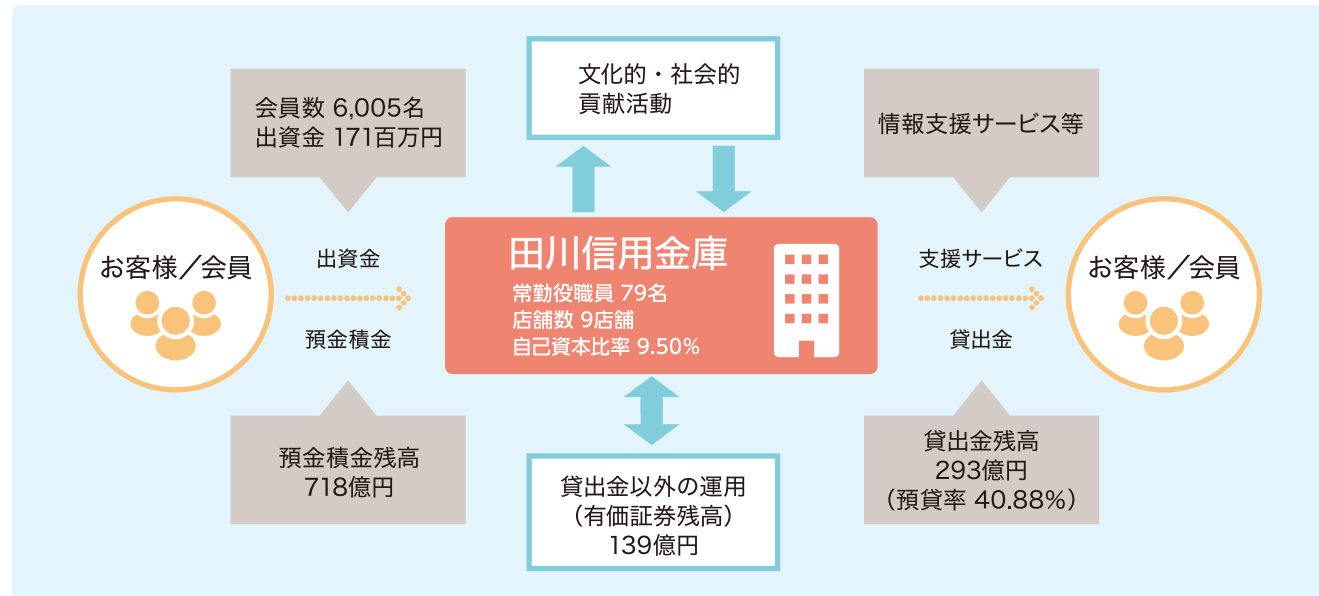 文化的・社会的
貢献活動
会員数 6,005名
出資金 171百万円
情報支援サービス等
お客様／会員
出資金
預金積金
田川信用金庫
常勤役職員 79名
店舗数 9店舗
自己資本比率 9.50%
支援サービス
貸出金
お客様／会員
預金積金残高
718億円
貸出金以外の運用
（有価証券残高）
139億円
貸出金残高
293億円
（預貸率 40.88%）